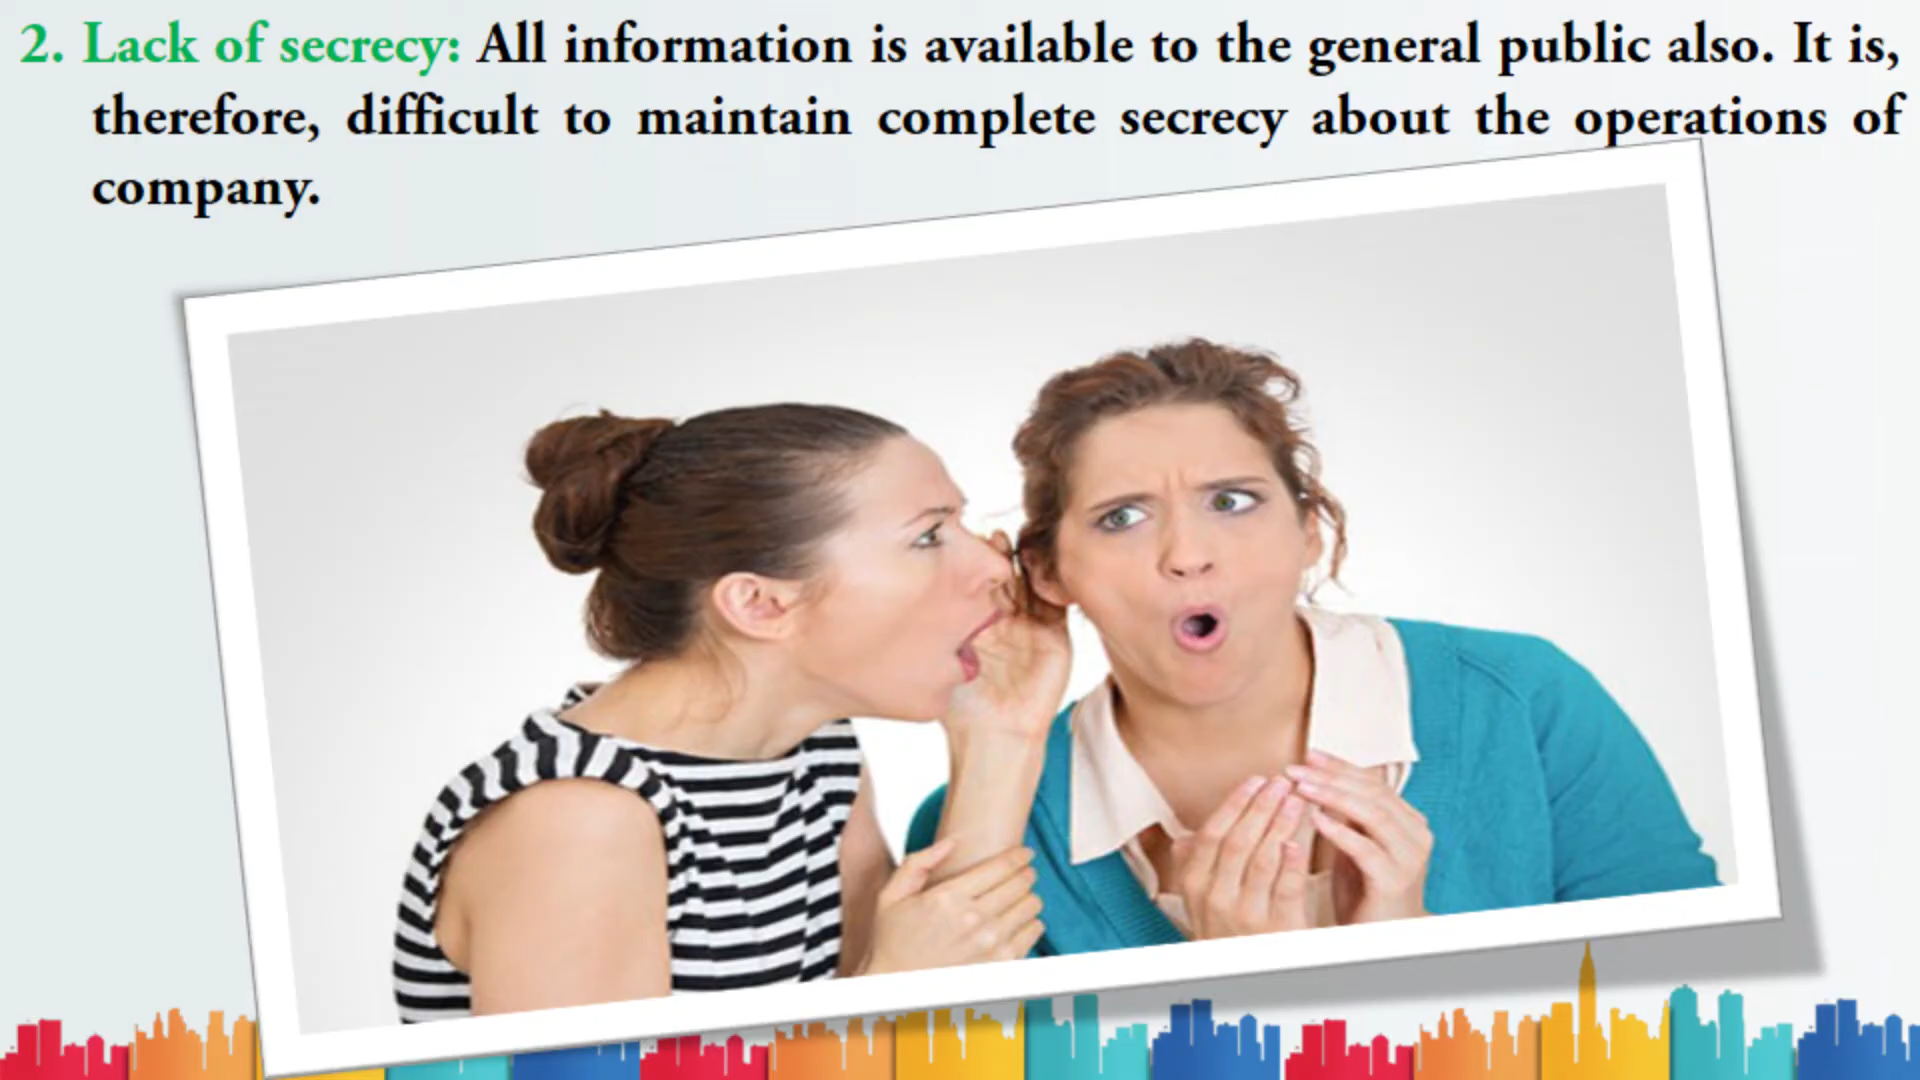 2. Lack of secrecy: All information is available to the general public also. It is,
therefore, difficult to maintain complete secrecy about the operations of
company.